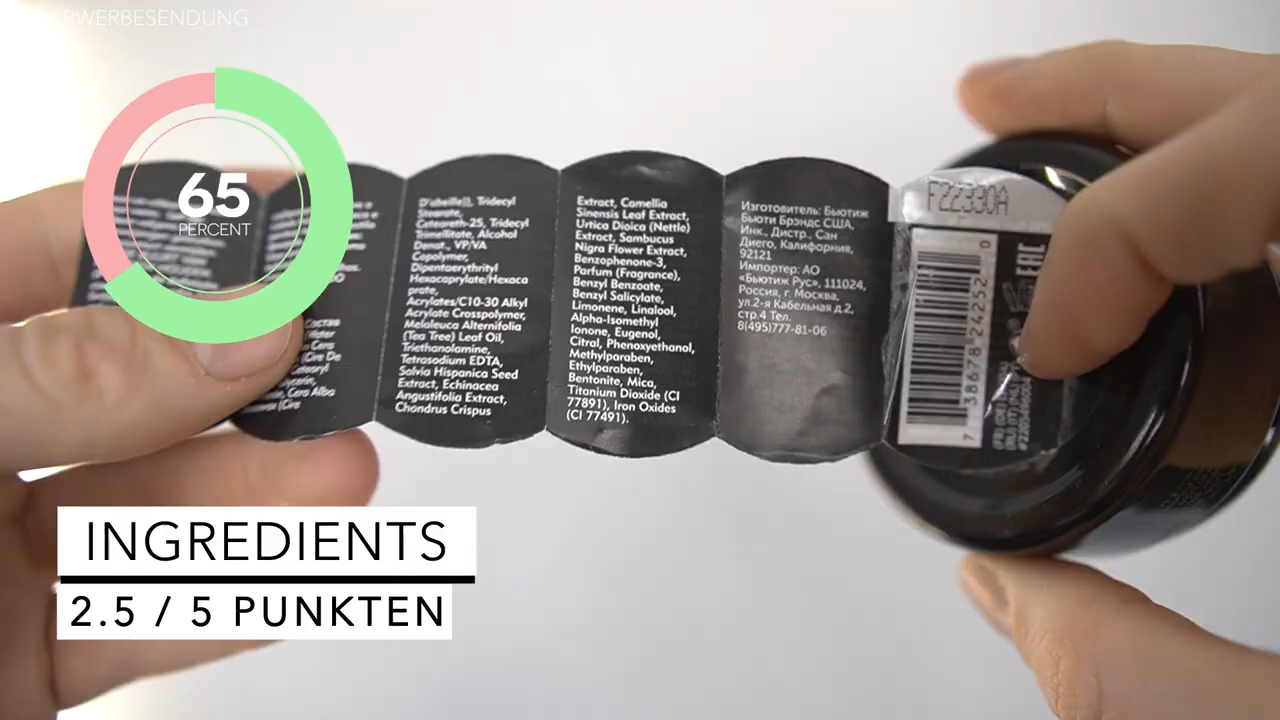 RWERBESENDUNG
65
PERCENT
INGREDIENTS
2.5 / 5 PUNKTEN
D'abeille)), Tridecyl
Stearate,
Ceteareth-25, Tridecyl
Trimellitate, Alcohol
Denat., VP/VA
Copolymer,
Dipentaerythrityl
Hexacaprylate/Hexaca
prate,
Acrylates/C10-30 Alkyl
Acrylate Crosspolymer,
Melaleuca Alternifolia
(Tea Tree) Leaf Oil,
Triethanolamine,
Tetrasodium EDTA,
Salvia Hispanica Seed
Extract, Echinacea
Angustifolia Extract,
Chondrus Crispus
Extract, Camellia
Sinensis Leaf Extract,
Urtica Dioica (Nettle)
Extract, Sambucus
Nigra Flower Extract,
Benzophenone-3,
Parfum (Fragrance),
Benzyl Benzoate,
Benzyl Salicylate,
Limonene, Linalool,
Alpha-Isomethyl
Ionone, Eugenol,
Citral, Phenoxyethanol,
Methylparaben,
Ethylparaben,
Bentonite, Mica,
Titanium Dioxide (CI
77891), Iron Oxides
(CI 77491).
Изготовитель: Бьютиж
Бьюти Брэндс США,
Инк., Дистр., Сан
Диего, Калифорния,
92121
Импортер: АО
«Бьютиж Рус», 111024,
Россия, г. Москва,
ул.2-я Кабельная д.2,
стр.4 Тел.
8(495)777-81-06
F22330A
7 38678 24252 0
EAC